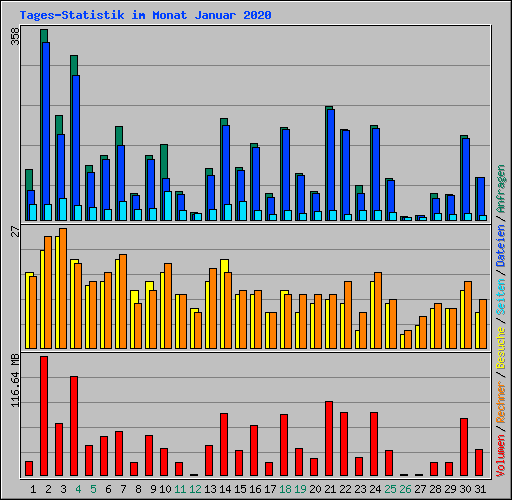 Tages-Statistik im Monat Januar 2020
358
27
116.64 MB
Volumen / Rechner / Besuche / Seiten / Dateien / Anfragen
1 2 3 4 5 6 7 8 9 10 11 12 13 14 15 16 17 18 19 20 21 22 23 24 25 26 27 28 29 30 31